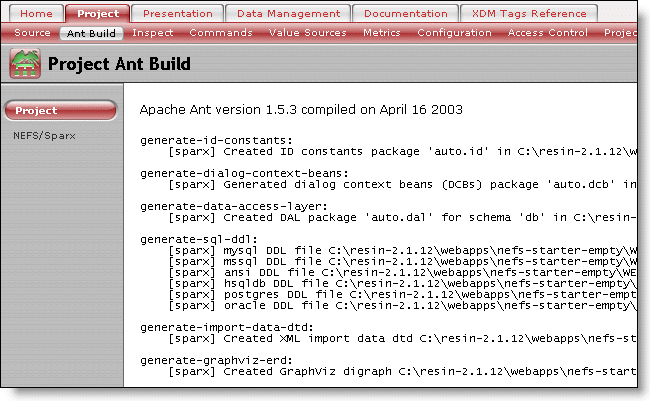 Home Project Presentation Data Management Documentation XDM Tags Reference
Source Ant Build Inspect Commands Value Sources Metrics Configuration Access Control Projec
Project Ant Build
Project
NEFS/Sparx
Apache Ant version 1.5.3 compiled on April 16 2003
generate-id-constants:
[sparx] Created ID constants package 'auto.id' in C:\resin-2.1.12\w
generate-dialog-context-beans:
[sparx] Generated dialog context beans (DCBs) package 'auto.dcb' in
generate-data-access-layer:
[sparx] Created DAL package 'auto.dal' for schema 'db' in C:\resin-
generate-sql-ddl:
[sparx] mysql DDL file C:\resin-2.1.12\webapps\nefs-starter-empty\W
[sparx] mssql DDL file C:\resin-2.1.12\webapps\nefs-starter-empty\W
[sparx] ansi DDL file C:\resin-2.1.12\webapps\nefs-starter-empty\WE
[sparx] hsqldb DDL file C:\resin-2.1.12\webapps\nefs-starter-empty\
[sparx] postgres DDL file C:\resin-2.1.12\webapps\nefs-starter-empt
[sparx] oracle DDL file C:\resin-2.1.12\webapps\nefs-starter-empty\
generate-import-data-dtd:
[sparx] Created XML import data dtd C:\resin-2.1.12\webapps\nefs-st
generate-graphviz-erd:
[sparx] Created GraphViz digraph C:\resin-2.1.12\webapps\nefs-start